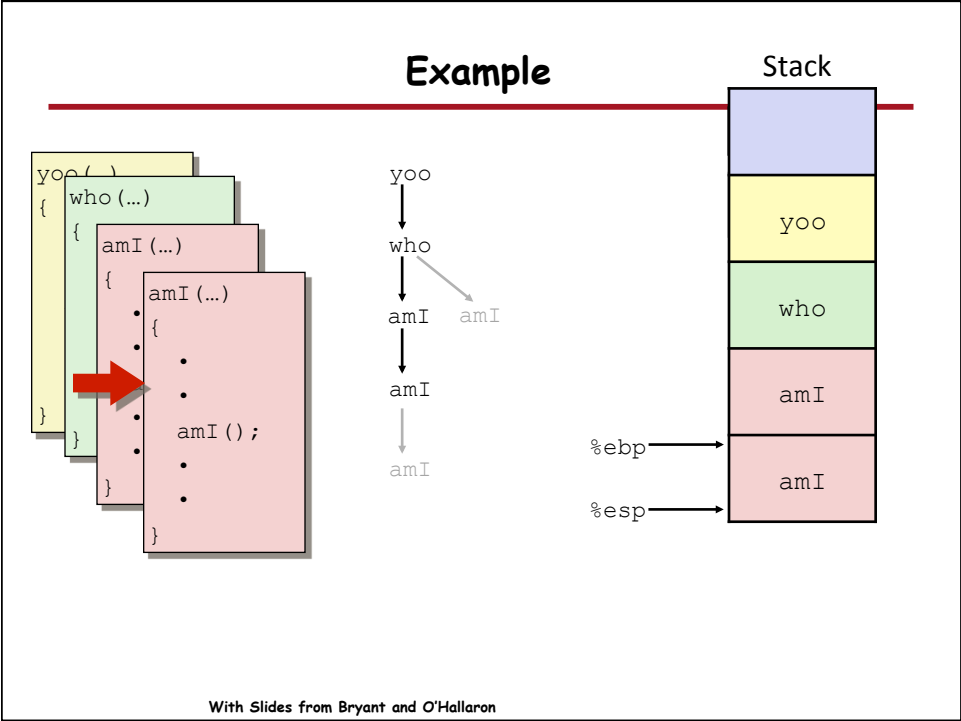 Example
Stack
yoo(…)
{
}
who(…)
{
}
amI(…)
{
•
•
•
•
}
amI(…)
{
•
•
amI();
•
•
}
yoo
who
amI amI
amI
amI
%ebp
%esp
yoo
who
amI
amI
With Slides from Bryant and O'Hallaron